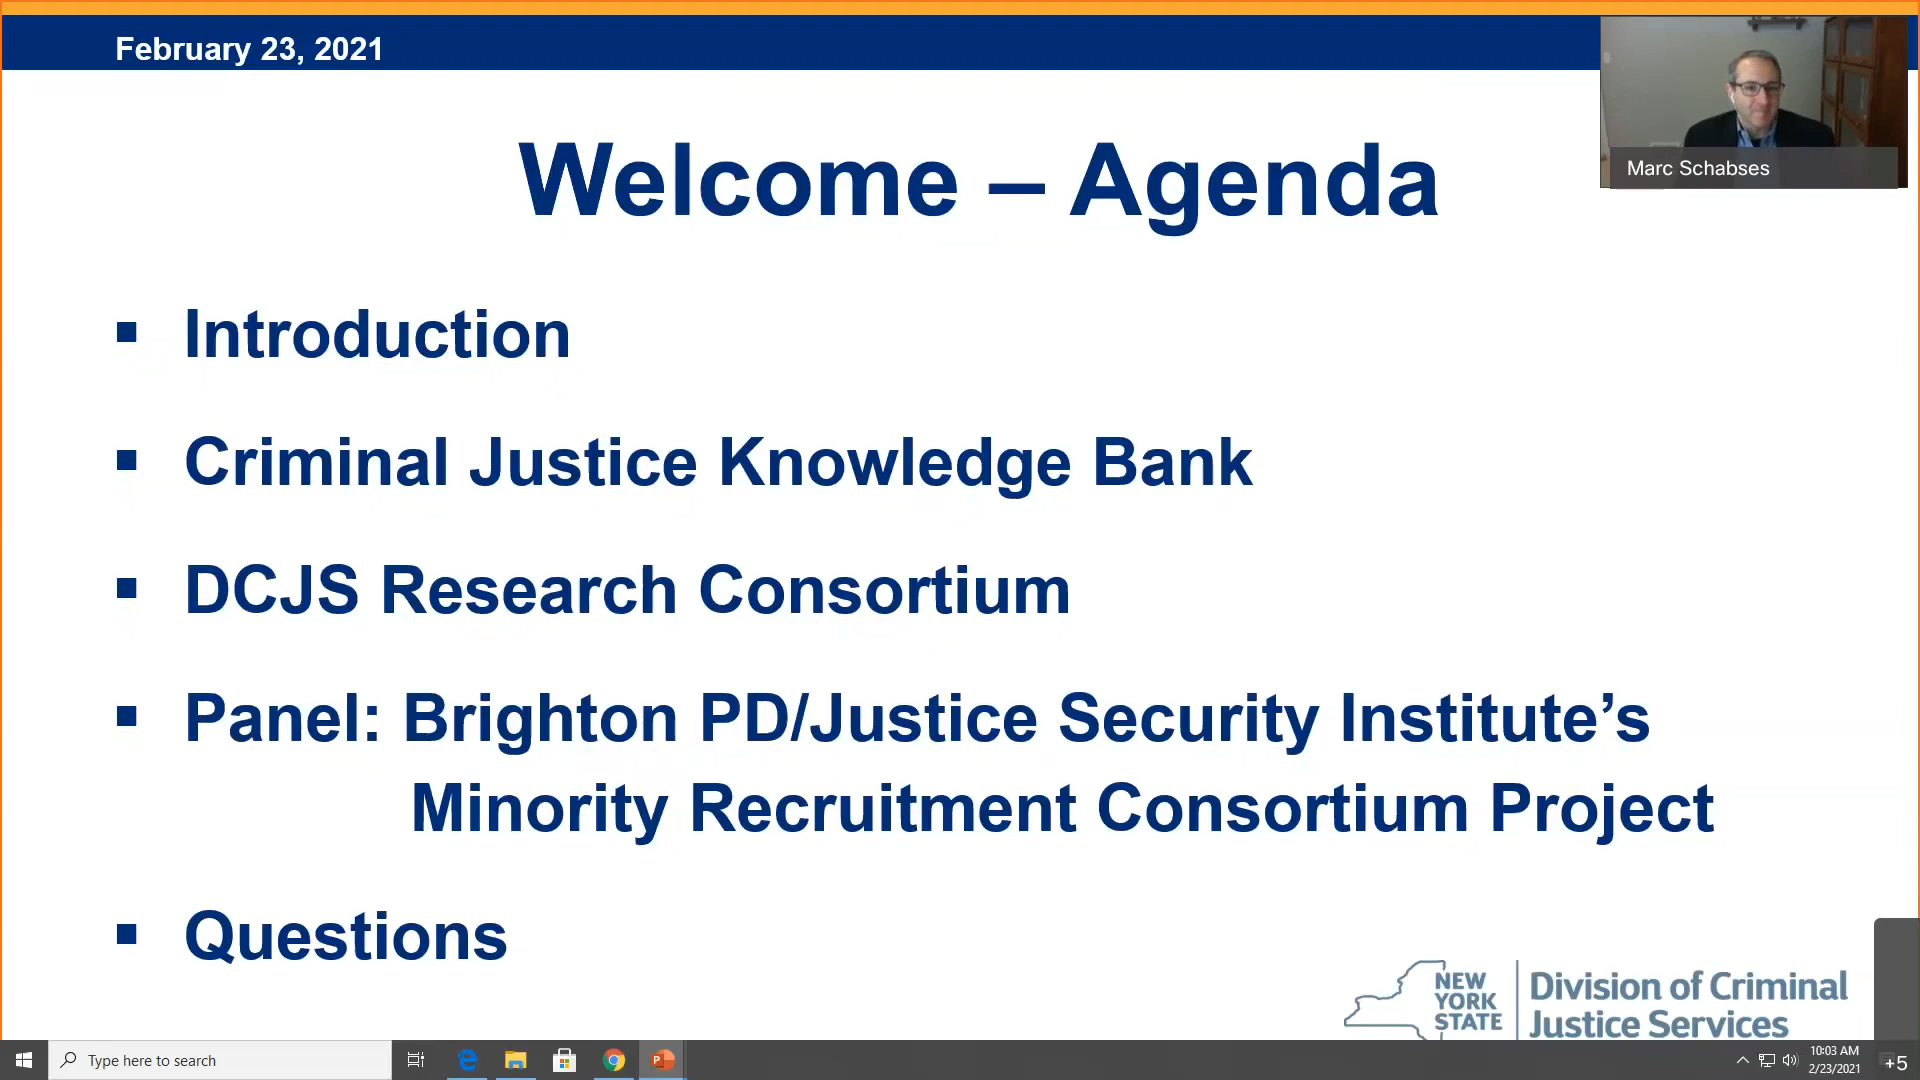 February 23, 2021
Marc Schabses
Welcome – Agenda
▪ Introduction
▪ Criminal Justice Knowledge Bank
▪ DCJS Research Consortium
▪ Panel: Brighton PD/Justice Security Institute’s
Minority Recruitment Consortium Project
▪ Questions
NEW
YORK
STATE
Division of Criminal
Justice Services
Type here to search
10:03 AM
2/23/2021
+5